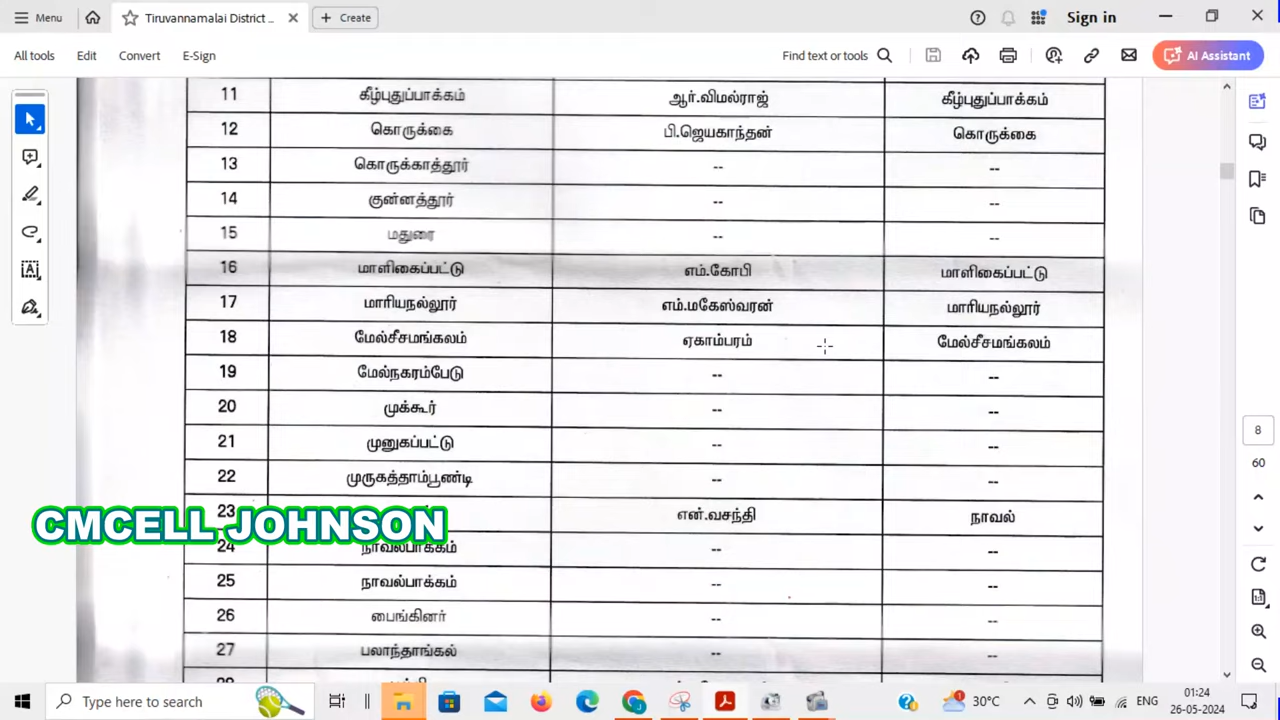 Menu
Tiruvannamalai District ...
Create
Sign in
All tools Edit Convert E-Sign
Find text or tools
AI Assistant
11 கீழ்புதுப்பாக்கம் ஆர்.விமல்ராஜ் கீழ்புதுப்பாக்கம்
12 கொருக்கை பி.ஜெயகாந்தன் கொருக்கை
13 கொருக்காத்தூர் -- --
14 குன்னத்தூர் -- --
15 மதுரை -- --
16 மாளிகைப்பட்டு எம்.கோபி மாளிகைப்பட்டு
17 மாரியநல்லூர் எம்.மகேஸ்வரன் மாரியநல்லூர்
18 மேல்சீசமங்கலம் ஏகாம்பரம் மேல்சீசமங்கலம்
19 மேல்நகரம்பேடு -- --
20 முக்கூர் -- --
21 முனுகப்பட்டு -- --
22 முருகத்தாம்பூண்டி -- --
23 என்.வசந்தி நாவல்
CMCELL JOHNSON
24 நாவல்பாக்கம் -- --
25 நாவல்பாக்கம் -- --
26 பைங்கினர் -- --
27 பலாந்தாங்கல் -- --
8
60
Type here to search
30°C
ENG
01:24
26-05-2024